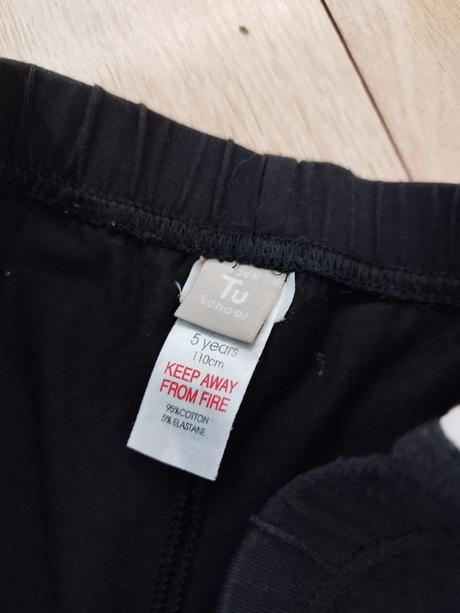 Tu
School
5 years
110cm
KEEP AWAY
FROM FIRE
95%COTTON
5% ELASTANE